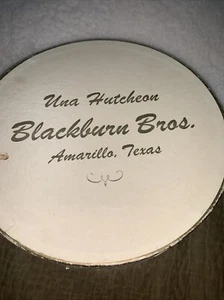 Una Hutcheon
Blackburn Bros.
Amarillo, Texas